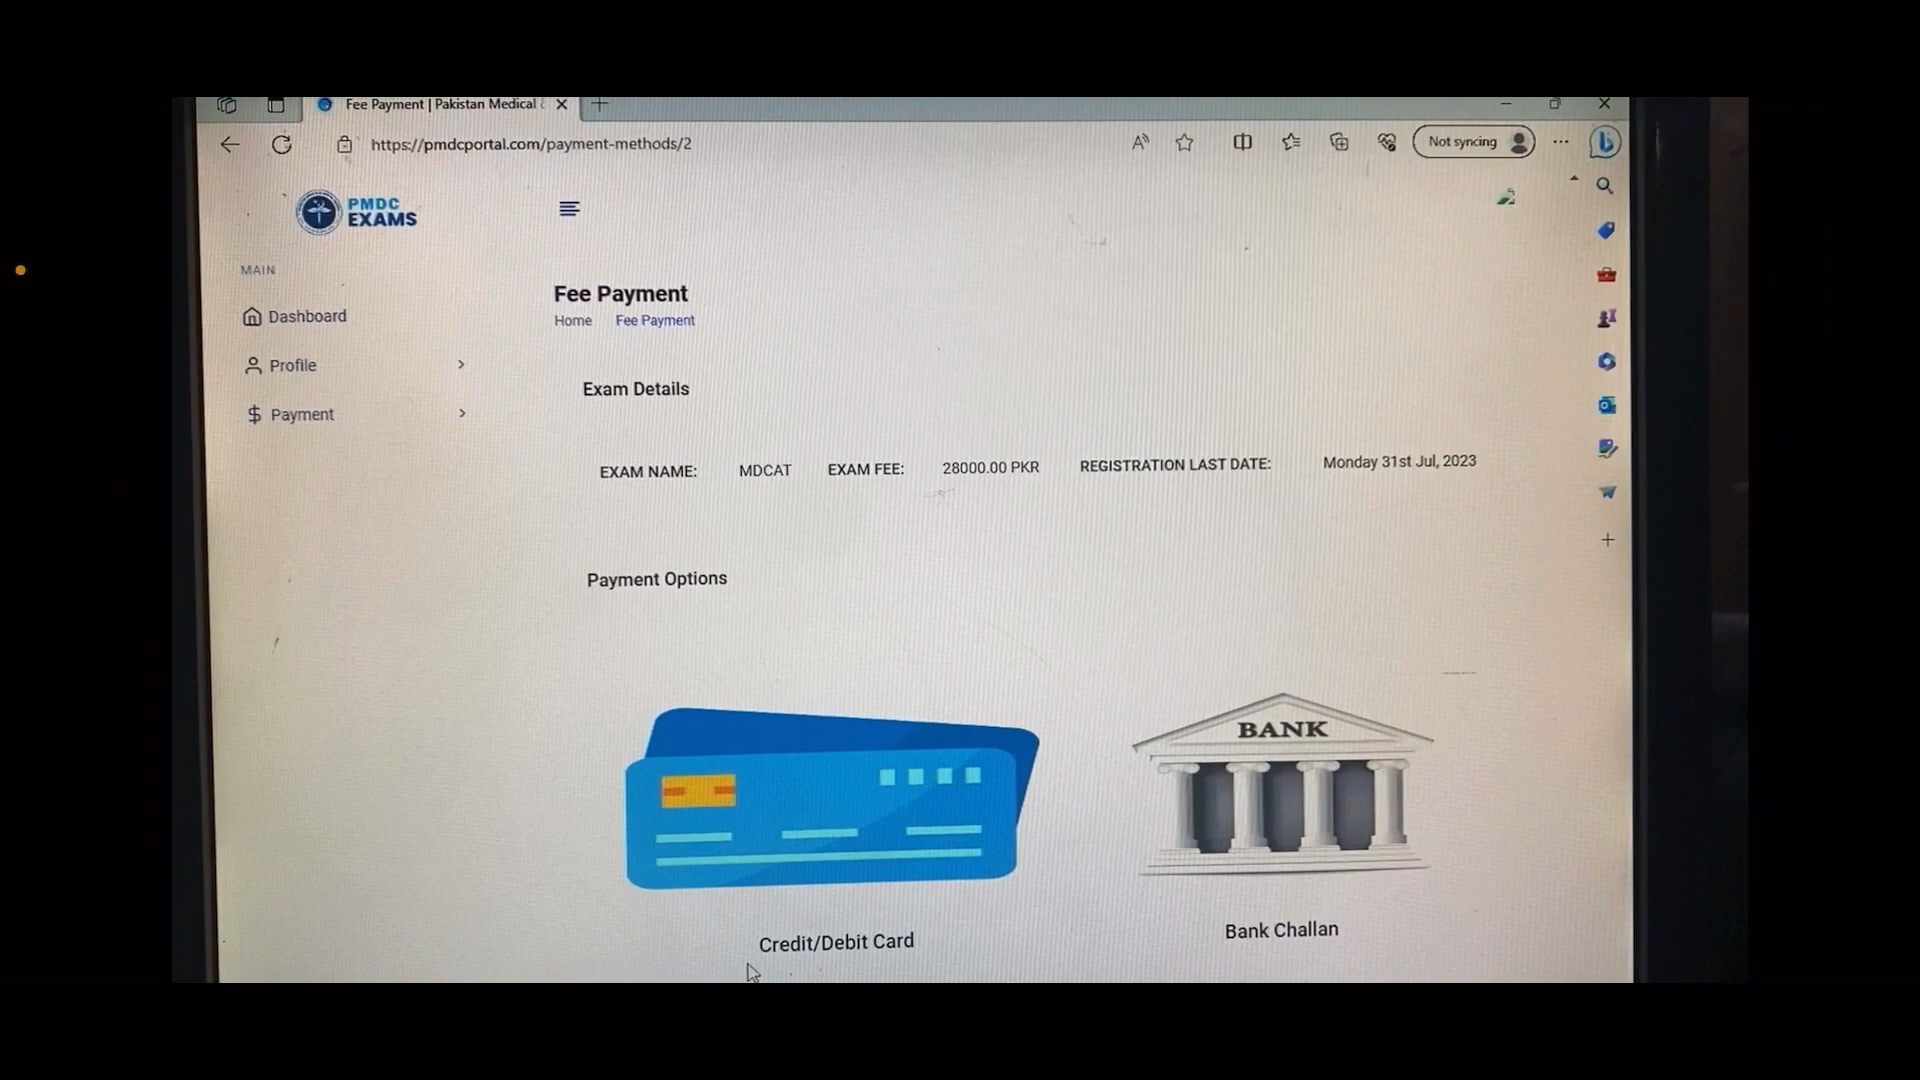 Fee Payment | Pakistan Medical
https://pmdcportal.com/payment-methods/2
Not syncing
PMDC
EXAMS
MAIN
Dashboard
Profile
Payment
Fee Payment
Home Fee Payment
Exam Details
EXAM NAME: MDCAT EXAM FEE: 28000.00 PKR REGISTRATION LAST DATE: Monday 31st Jul, 2023
Payment Options
BANK
Credit/Debit Card
Bank Challan